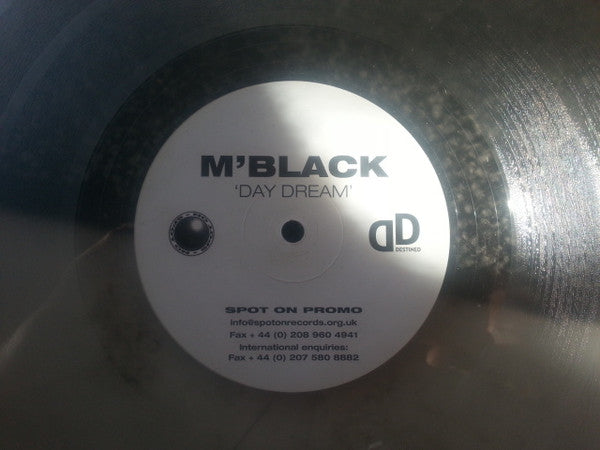 M'BLACK
'DAY DREAM'
DD
DESTINED
SPOT ON PROMO
info@spotonrecords.org.uk
Fax + 44 (0) 208 960 4941
International enquiries:
Fax + 44 (0) 207 580 8882